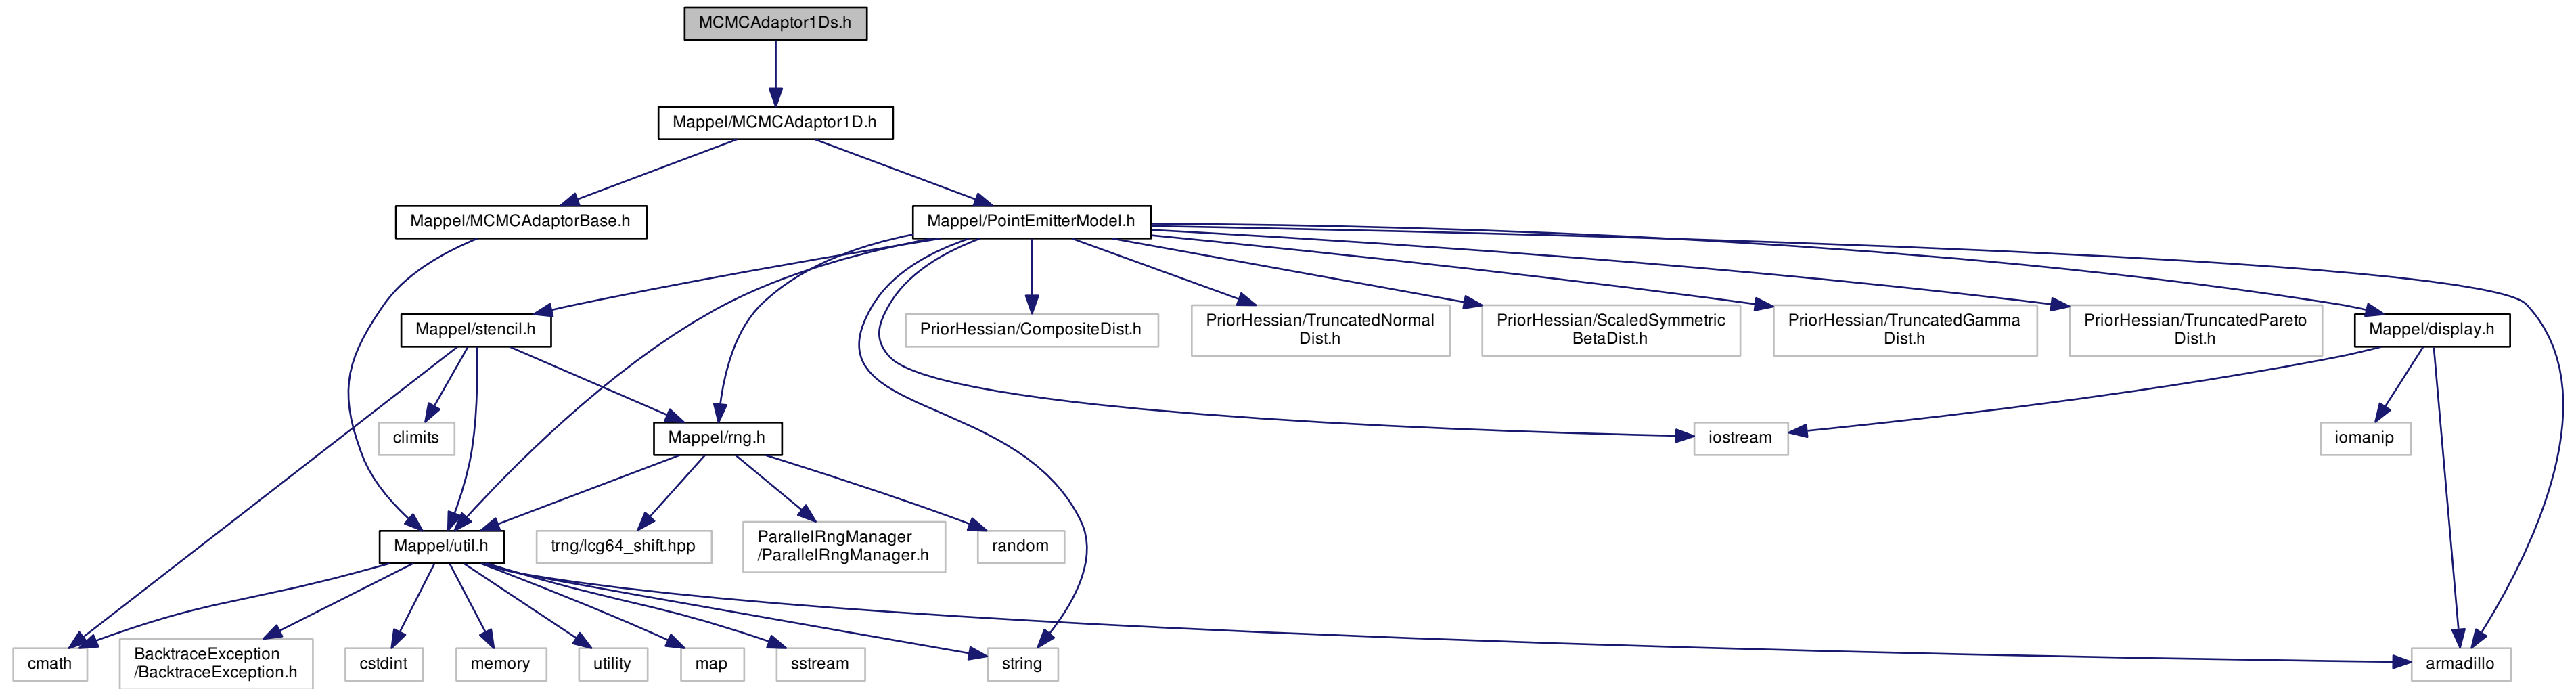 MCMCAdaptor1Ds.h
Mappel/MCMCAdaptor1D.h
Mappel/MCMCAdaptorBase.h
Mappel/PointEmitterModel.h
Mappel/stencil.h
PriorHessian/CompositeDist.h
PriorHessian/TruncatedNormal
Dist.h
PriorHessian/ScaledSymmetric
BetaDist.h
PriorHessian/TruncatedGamma
Dist.h
PriorHessian/TruncatedPareto
Dist.h
Mappel/display.h
climits
Mappel/rng.h
iostream
iomanip
Mappel/util.h
trng/lcg64_shift.hpp
ParallelRngManager
/ParallelRngManager.h
random
cmath
BacktraceException
/BacktraceException.h
cstdint
memory
utility
map
sstream
string
armadillo